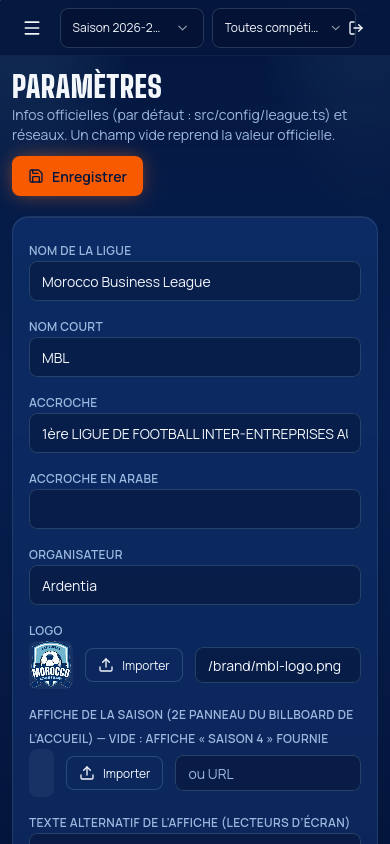 Saison 2026-2...
Toutes compéti...
PARAMÈTRES
Infos officielles (par défaut : src/config/league.ts) et
réseaux. Un champ vide reprend la valeur officielle.
Enregistrer
NOM DE LA LIGUE
Morocco Business League
NOM COURT
MBL
ACCROCHE
1ère LIGUE DE FOOTBALL INTER-ENTREPRISES AU
ACCROCHE EN ARABE
ORGANISATEUR
Ardentia
LOGO
MOROCCO
Importer
/brand/mbl-logo.png
AFFICHE DE LA SAISON (2E PANNEAU DU BILLBOARD DE
L'ACCUEIL) — VIDE : AFFICHE « SAISON 4 » FOURNIE
Importer
ou URL
TEXTE ALTERNATIF DE L'AFFICHE (LECTEURS D'ÉCRAN)